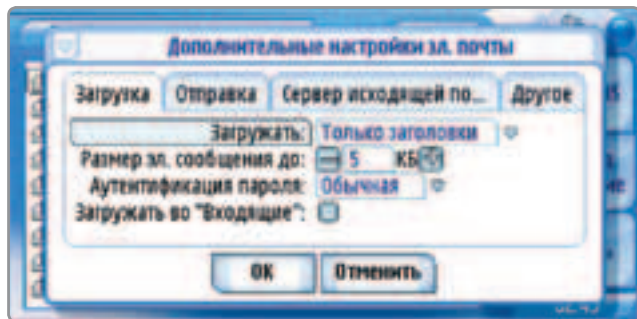 Дополнительные настройки эл. почты
Загрузка Отправка Сервер исходящей по... Другое
Загружать: Только заголовки
Размер эл. сообщения до: 5 КБ
Аутентификация пароля: Обычная
Загружать во "Входящие":
OK Отменить